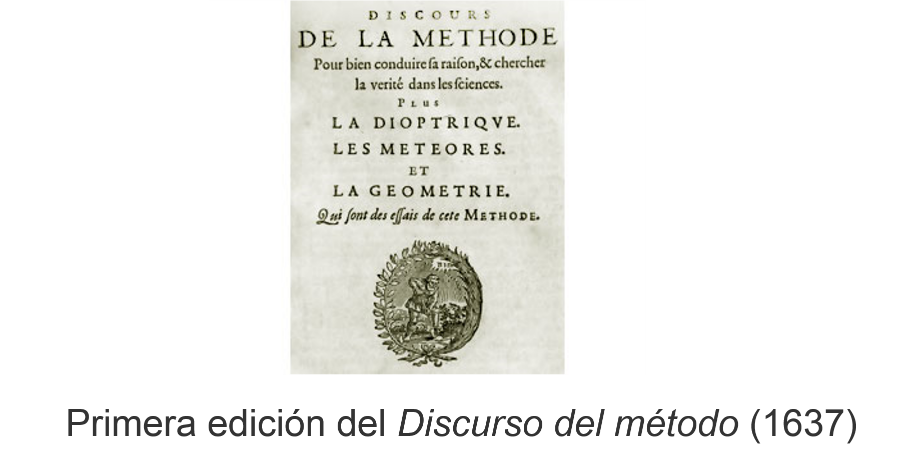 DISCOURS
DE LA METHODE
Pour bien conduire ſa raiſon, & chercher
la verité dans les ſciences.
PLUS
LA DIOPTRIQVE.
LES METEORES.
ET
LA GEOMETRIE.
Qui ſont des eſſais de cete METHODE.
Primera edición del Discurso del método (1637)